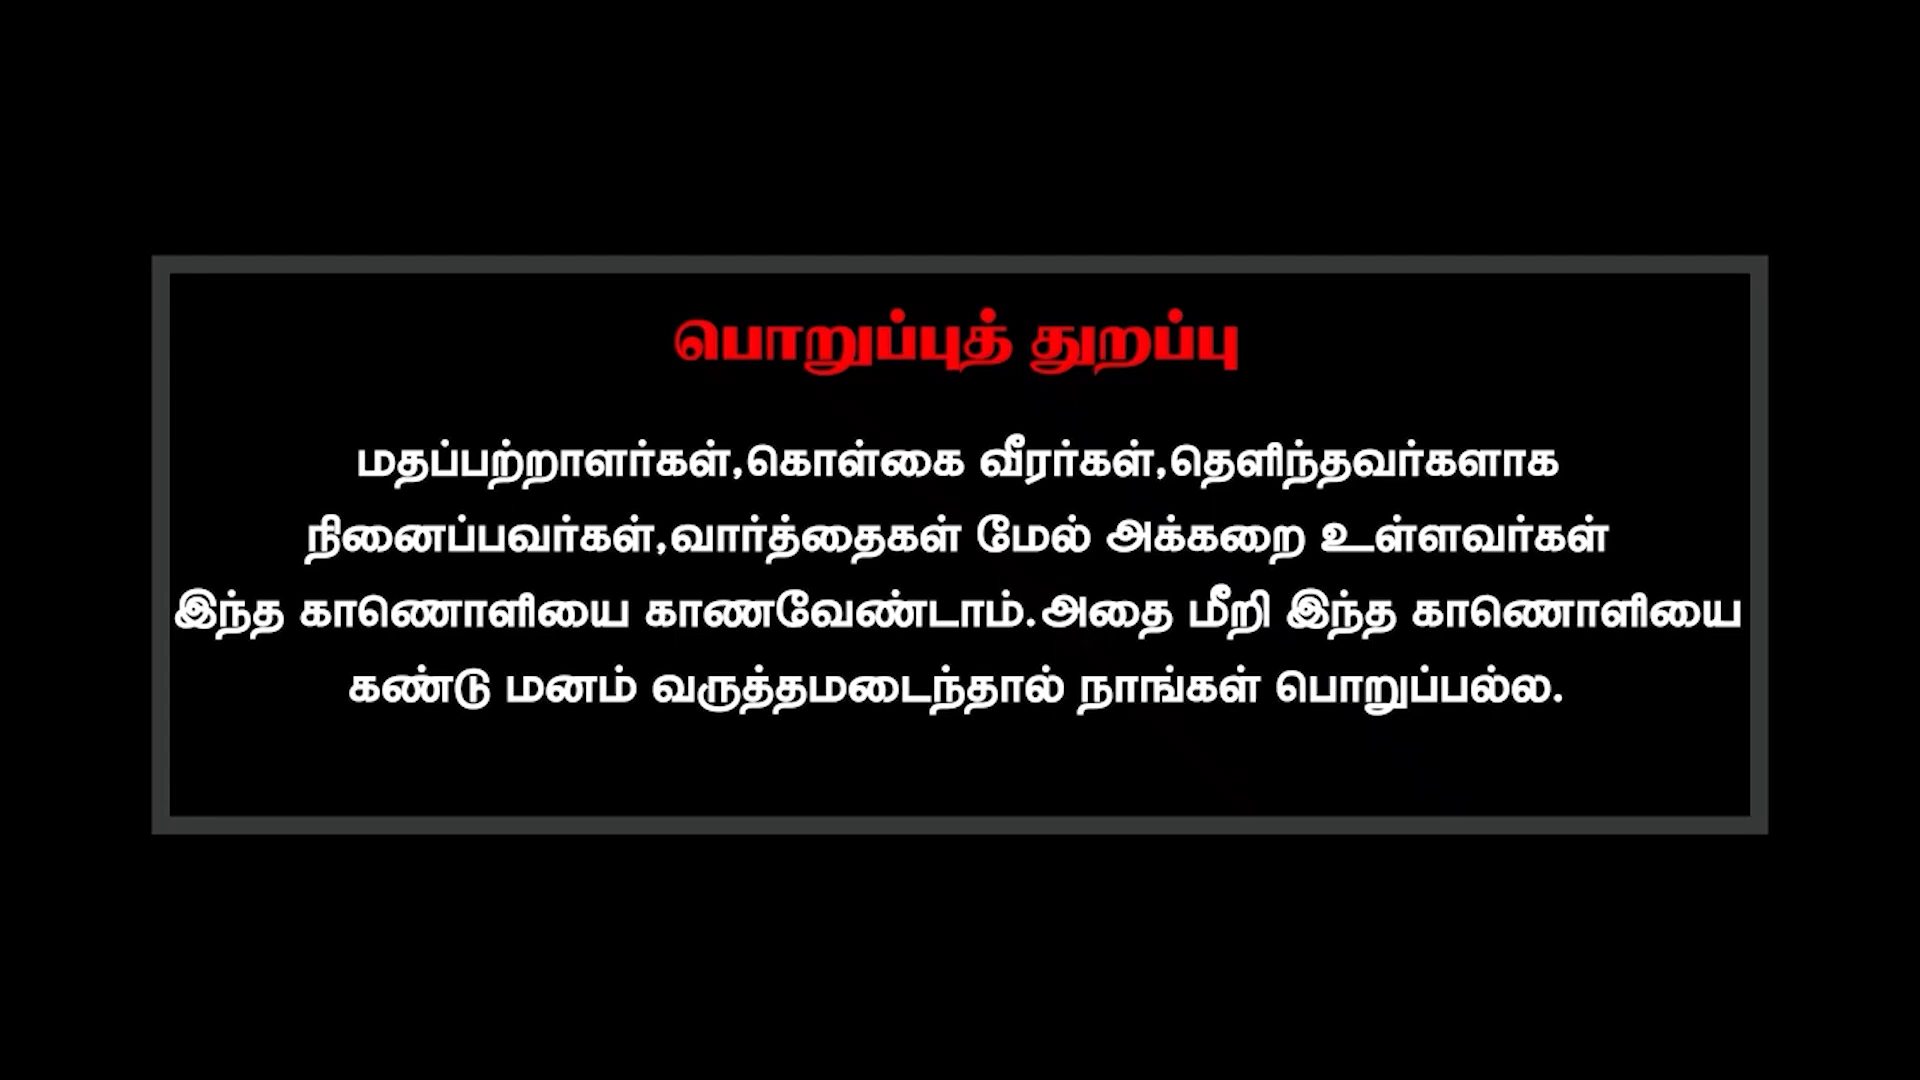 பொறுப்புத் துறப்பு
மதப்பற்றாளர்கள்,கொள்கை வீரர்கள்,தெளிந்தவர்களாக
நினைப்பவர்கள்,வார்த்தைகள் மேல் அக்கறை உள்ளவர்கள்
இந்த காணொளியை காணவேண்டாம்.அதை மீறி இந்த காணொளியை
கண்டு மனம் வருத்தமடைந்தால் நாங்கள் பொறுப்பல்ல.